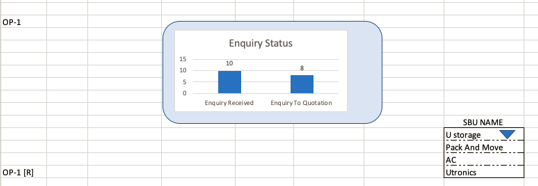 OP-1
Enquiry Status
15
10
5
0
10
8
Enquiry Received
Enquiry To Quotation
SBU NAME
U storage
Pack And Move
AC
Utronics
OP-1 [R]